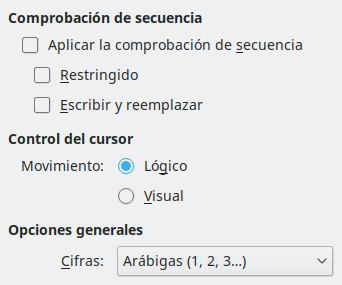 Comprobación de secuencia
Aplicar la comprobación de secuencia
Restringido
Escribir y reemplazar
Control del cursor
Movimiento: Lógico
Visual
Opciones generales
Cifras: Arábigas (1, 2, 3...)